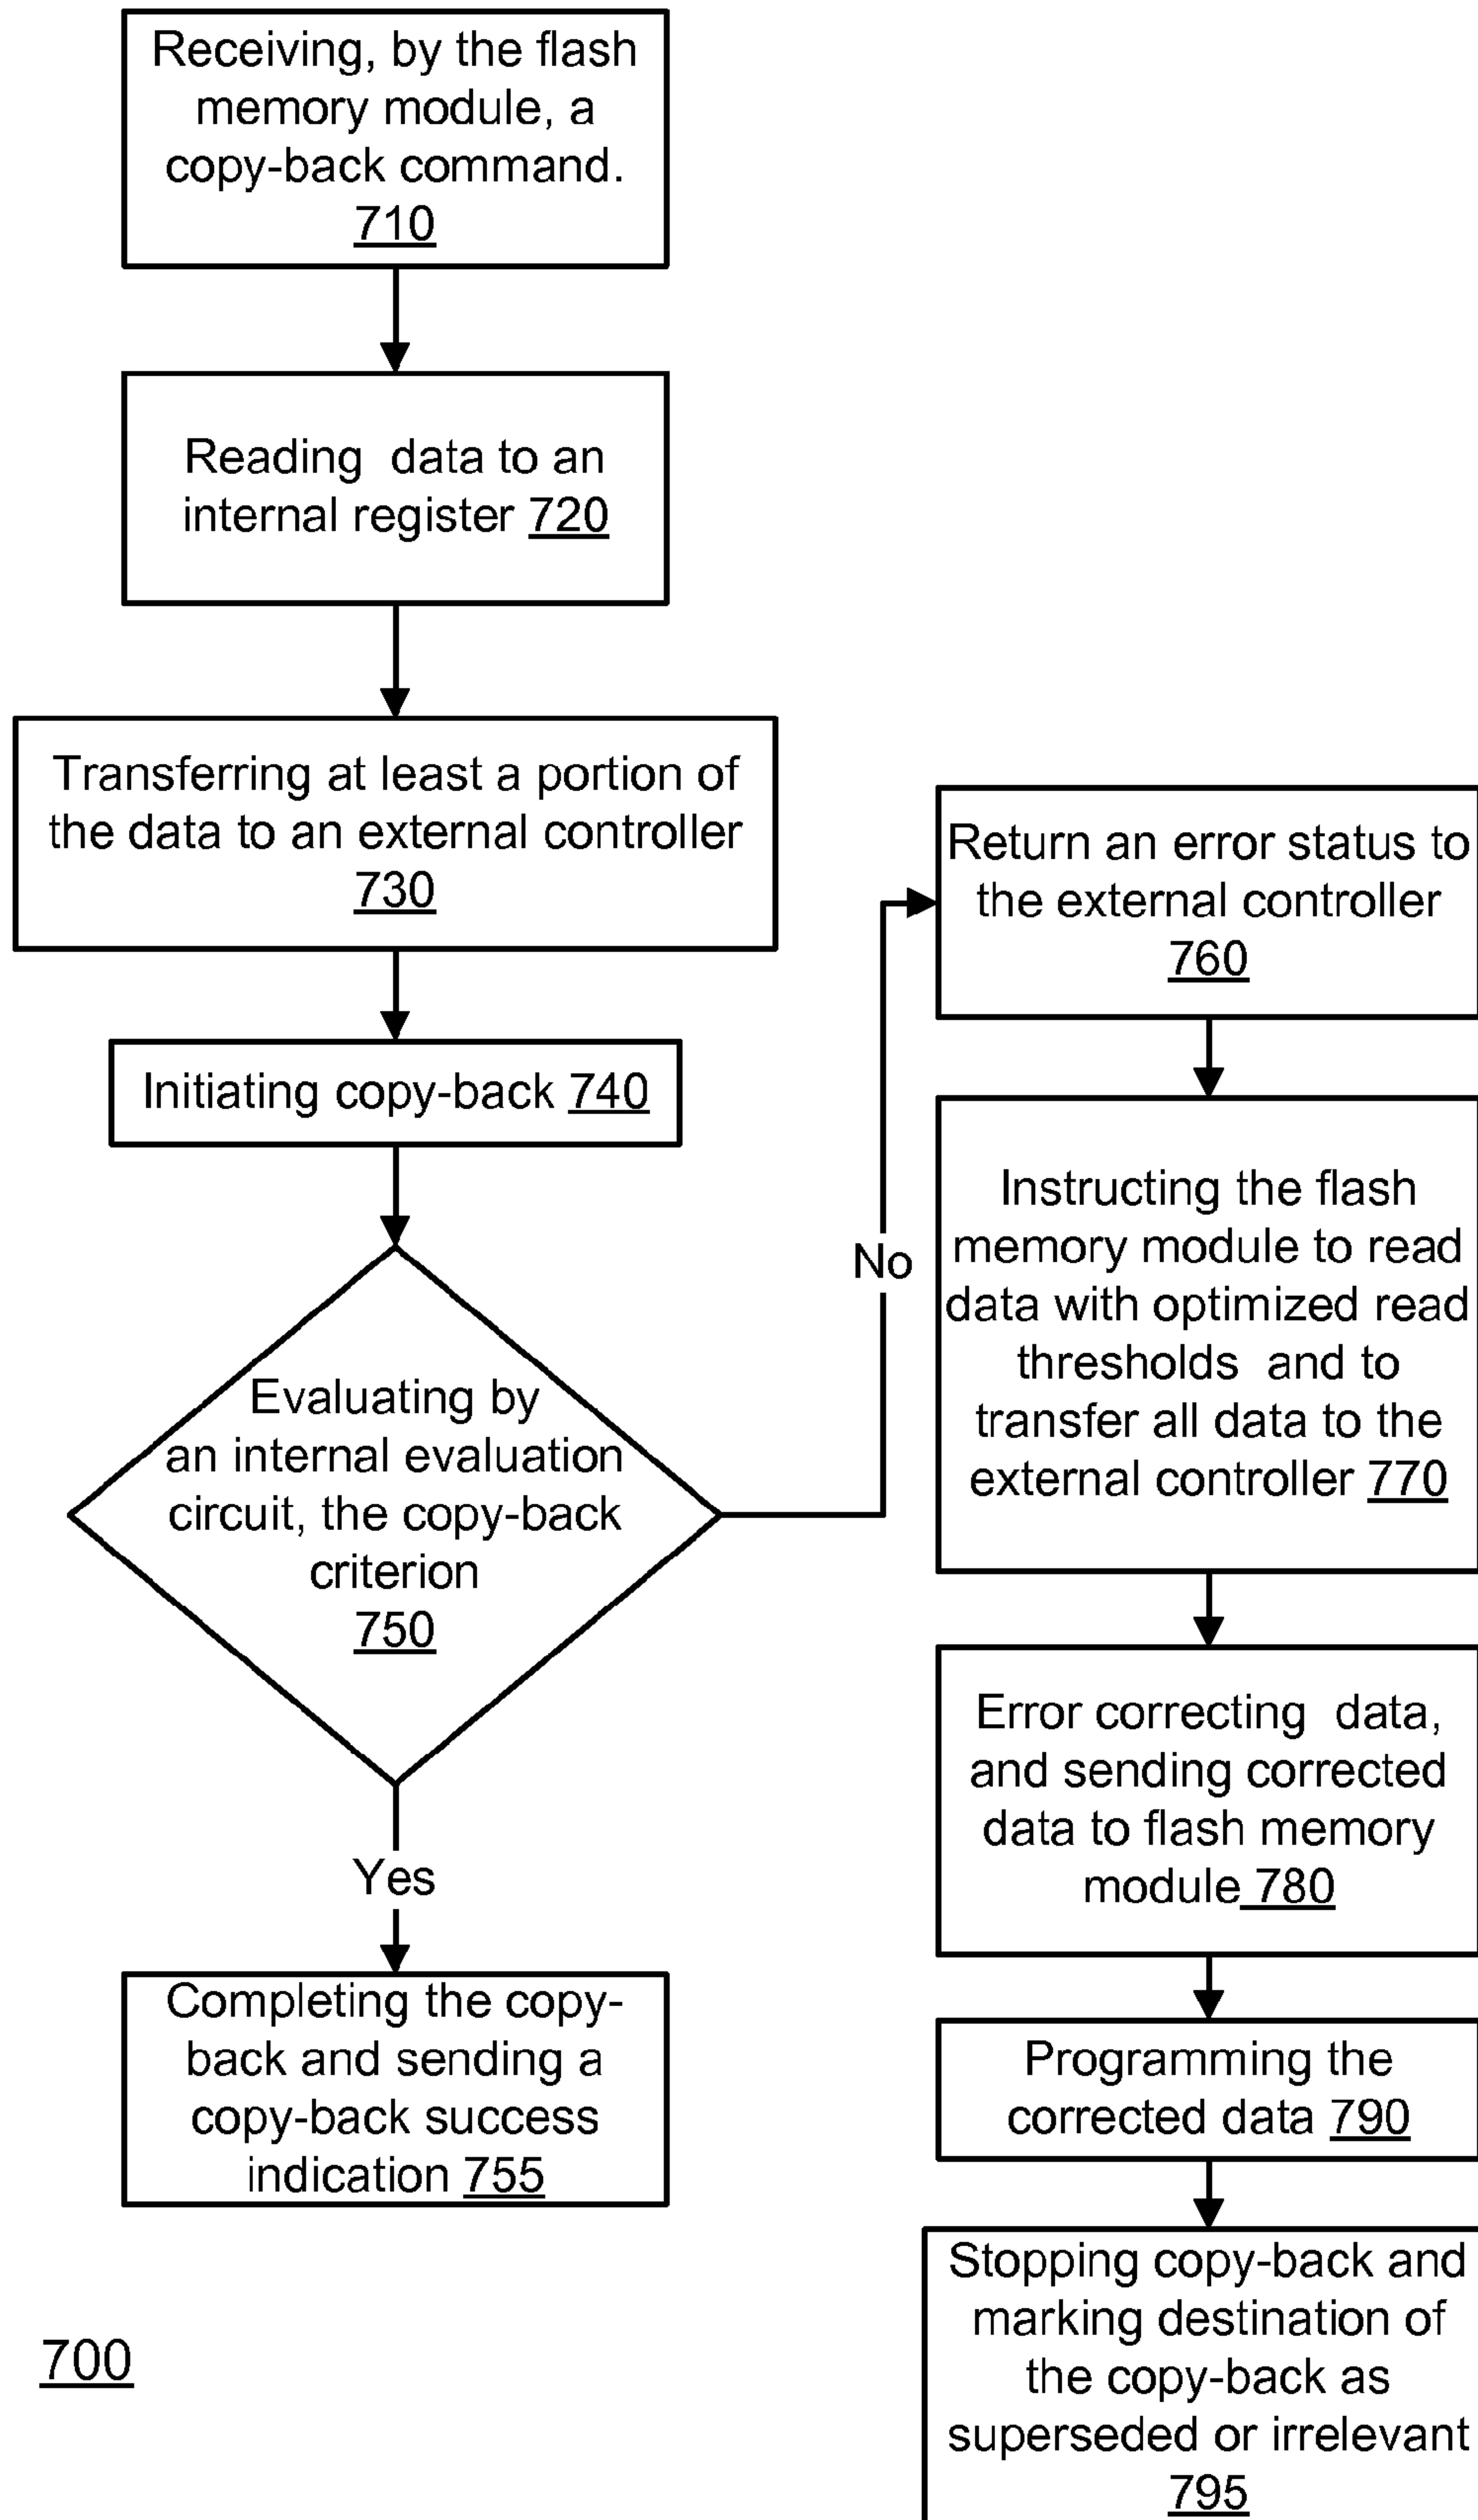 Receiving, by the flash
memory module, a
copy-back command.
710
Reading data to an
internal register 720
Transferring at least a portion of
the data to an external controller
730
Initiating copy-back 740
Evaluating by
an internal evaluation
circuit, the copy-back
criterion
750
Yes
Completing the copy-
back and sending a
copy-back success
indication 755
No
Return an error status to
the external controller
760
Instructing the flash
memory module to read
data with optimized read
thresholds and to
transfer all data to the
external controller 770
Error correcting data,
and sending corrected
data to flash memory
module 780
Programming the
corrected data 790
Stopping copy-back and
marking destination of
the copy-back as
superseded or irrelevant
795
700